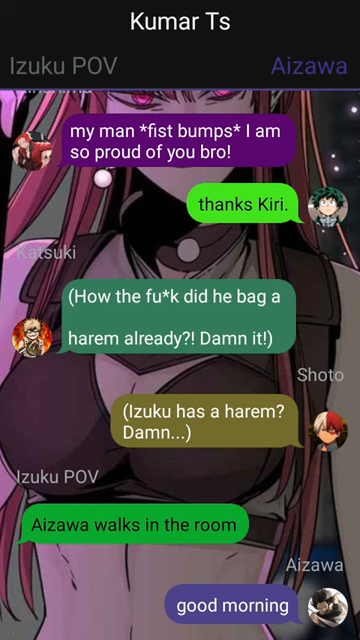 Kumar Ts
Izuku POV
Aizawa
my man *fist bumps* I am
so proud of you bro!
thanks Kiri.
Katsuki
(How the fu*k did he bag a
harem already?! Damn it!)
Shoto
(Izuku has a harem?
Damn...)
Izuku POV
Aizawa walks in the room
Aizawa
good morning